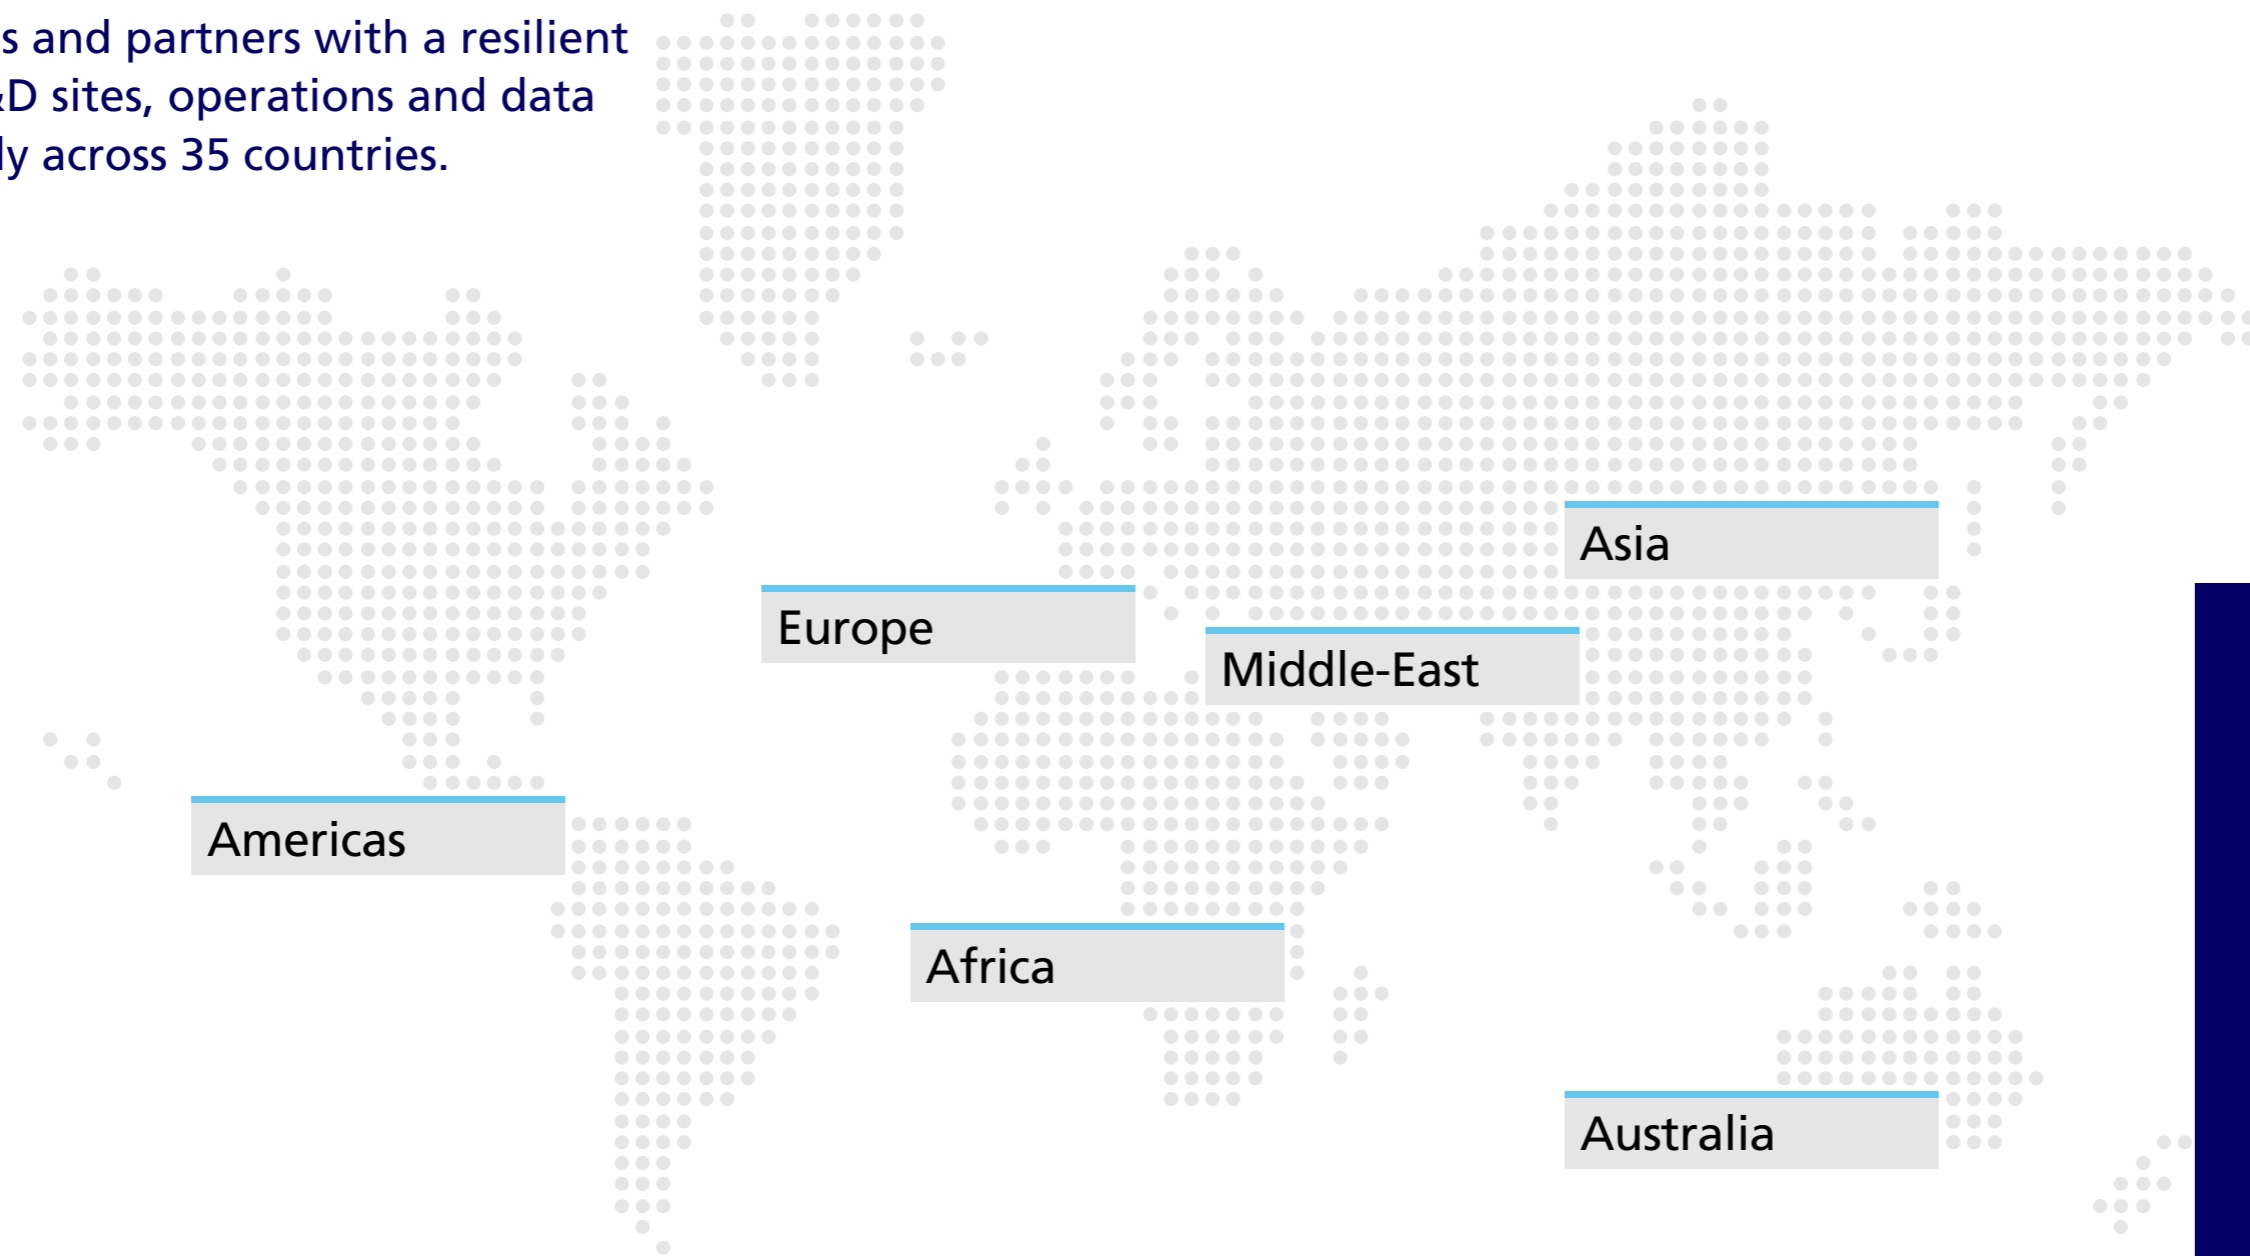 s and partners with a resilient
&D sites, operations and data
ly across 35 countries.
Asia
Europe
Middle-East
Americas
Africa
Australia